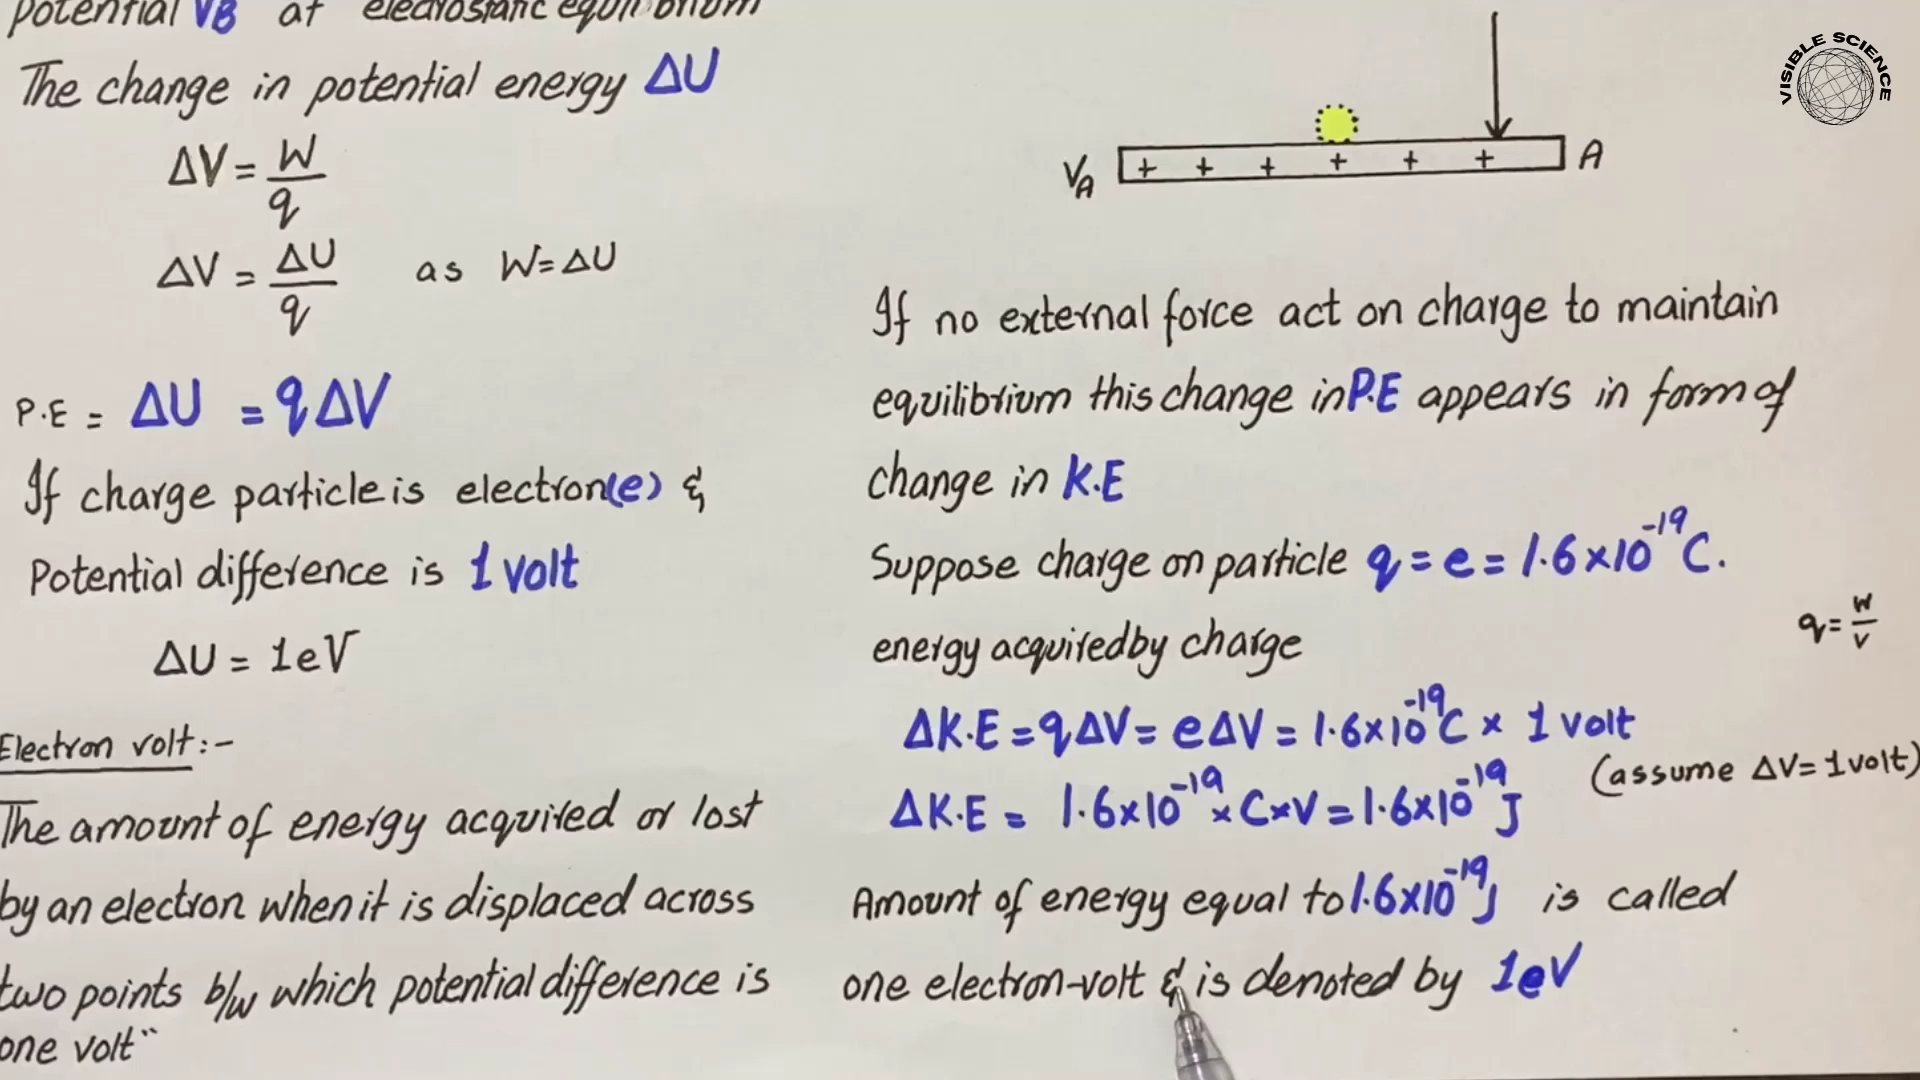 potential VB at electrostatic equilibrium
The change in potential energy ΔU
ΔV = W/q
ΔV = ΔU/q as W=ΔU
P.E = ΔU = qΔV
If charge particle is electron(e) &
Potential difference is 1 volt
ΔU = 1eV
Electron volt:-
The amount of energy acquired or lost
by an electron when it is displaced across
two points b/w which potential difference is
one volt"
VISIBLE SCIENCE
VA + + + + + + A
If no external force act on charge to maintain
equilibrium this change in P.E appears in form of
change in K.E
Suppose charge on particle q = e = 1.6×10⁻¹⁹C.
energy acquired by charge
q = W/V
ΔK.E = qΔV = eΔV = 1.6×10⁻¹⁹C × 1 volt
(assume ΔV = 1volt)
ΔK.E = 1.6×10⁻¹⁹×C×V = 1.6×10⁻¹⁹J
Amount of energy equal to 1.6×10⁻¹⁹J is called
one electron-volt & is denoted by 1eV